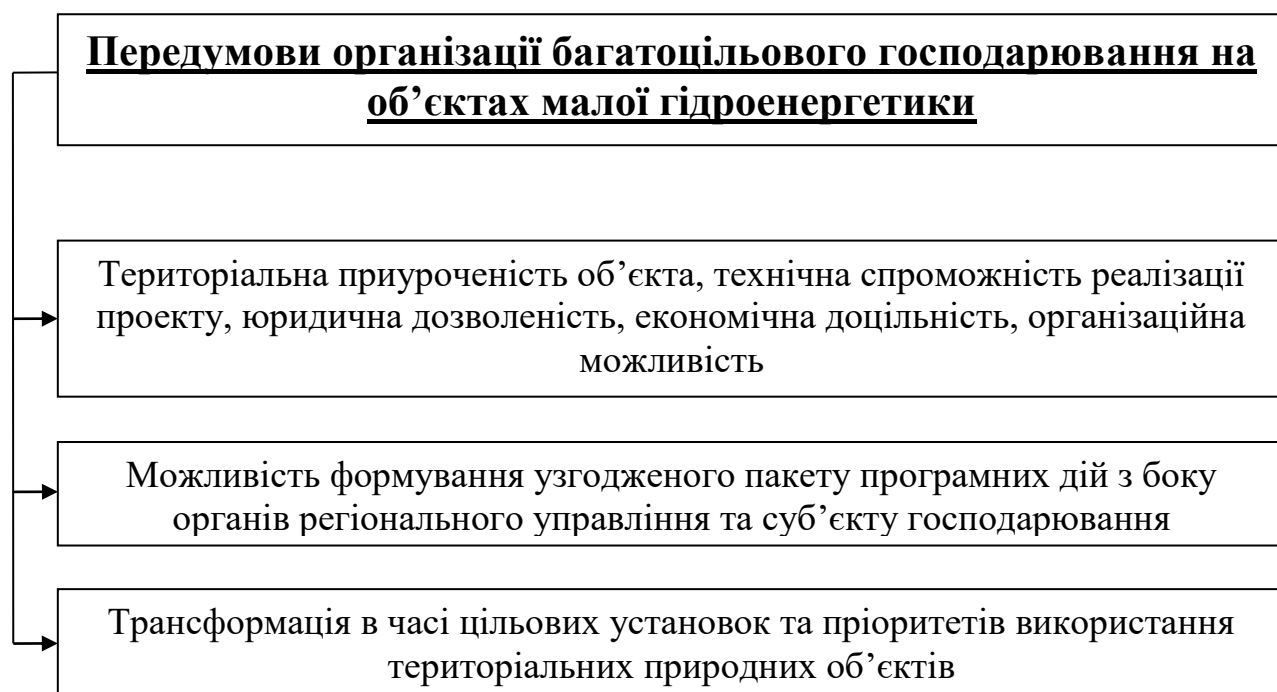 Передумови організації багатоцільового господарювання на
об’єктах малої гідроенергетики
Територіальна приуроченість об’єкта, технічна спроможність реалізації
проекту, юридична дозволеність, економічна доцільність, організаційна
можливість
Можливість формування узгодженого пакету програмних дій з боку
органів регіонального управління та суб’єкту господарювання
Трансформація в часі цільових установок та пріоритетів використання
територіальних природних об’єктів